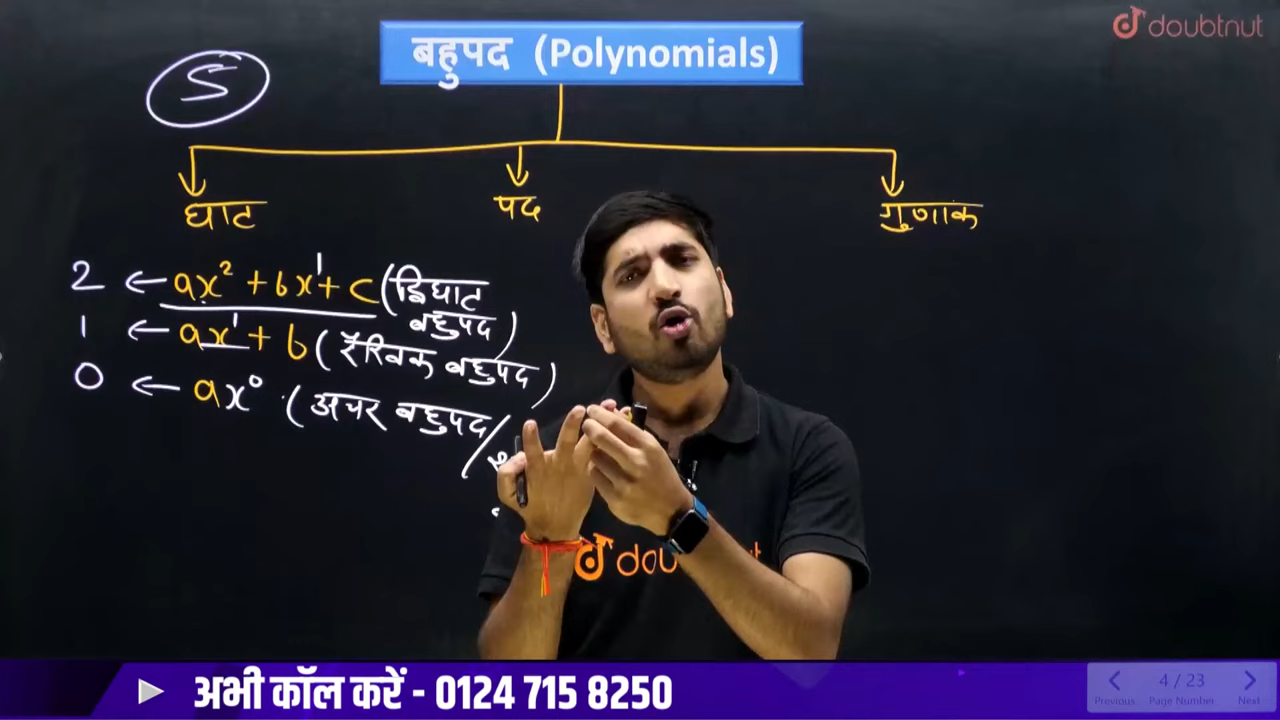 doubtnut
बहुपद (Polynomials)
5
घाट
पद
गुणाक
2 ← ax² + bx¹ + c (द्विघाट
बहुपद)
1 ← ax¹ + b (रैखिक बहुपद)
0 ← ax⁰ (अचर बहुपद/
doubtnut
अभी कॉल करें - 0124 715 8250
4 / 23
Previous Page Number Next